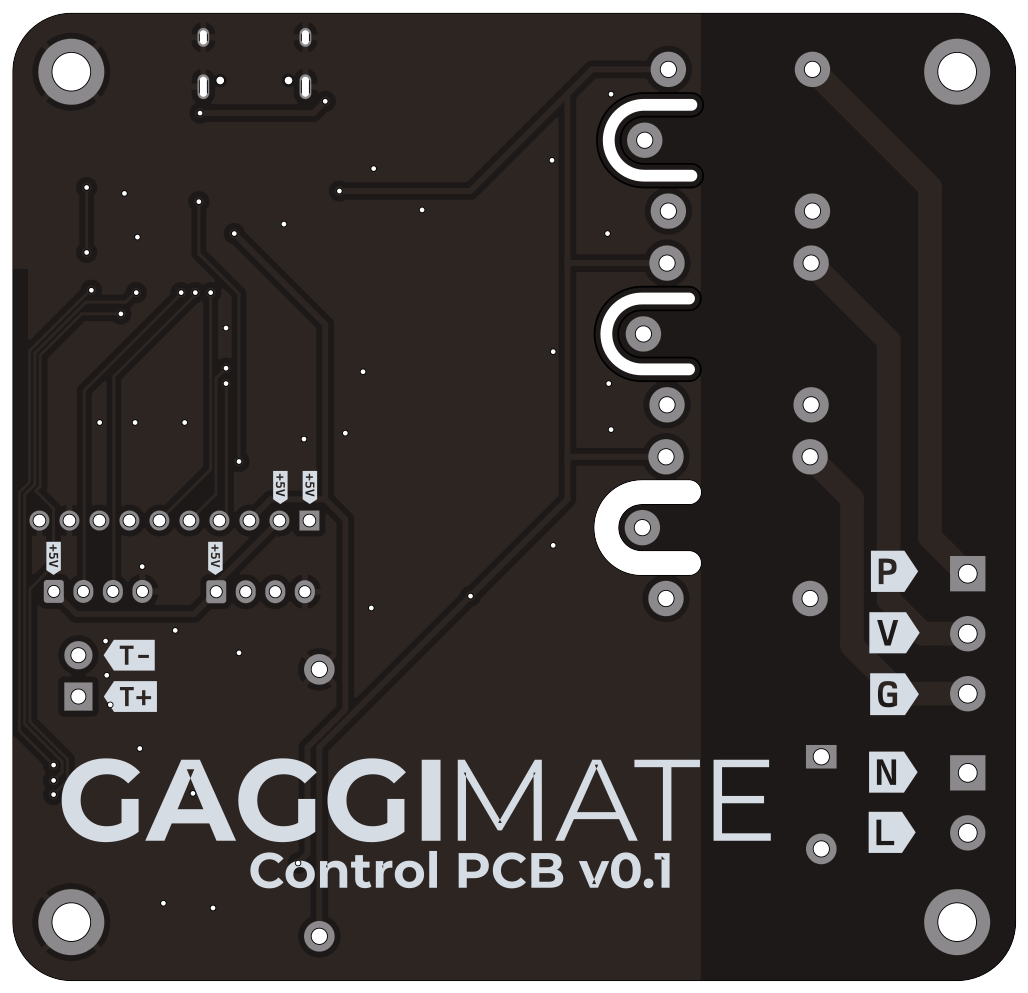 +5V +5V
+5V +5V
P
V
T-
G
T+
N
L
GAGGIMATE
Control PCB v0.1